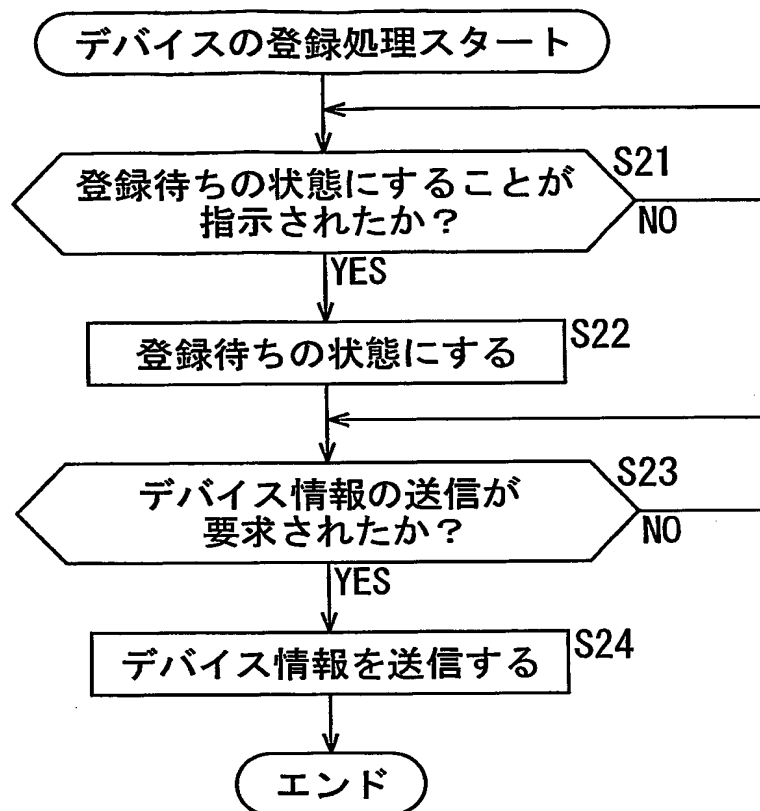 デバイスの登録処理スタート
登録待ちの状態にすることが
指示されたか？
S21
NO
YES
登録待ちの状態にする
S22
デバイス情報の送信が
要求されたか？
S23
NO
YES
デバイス情報を送信する
S24
エンド